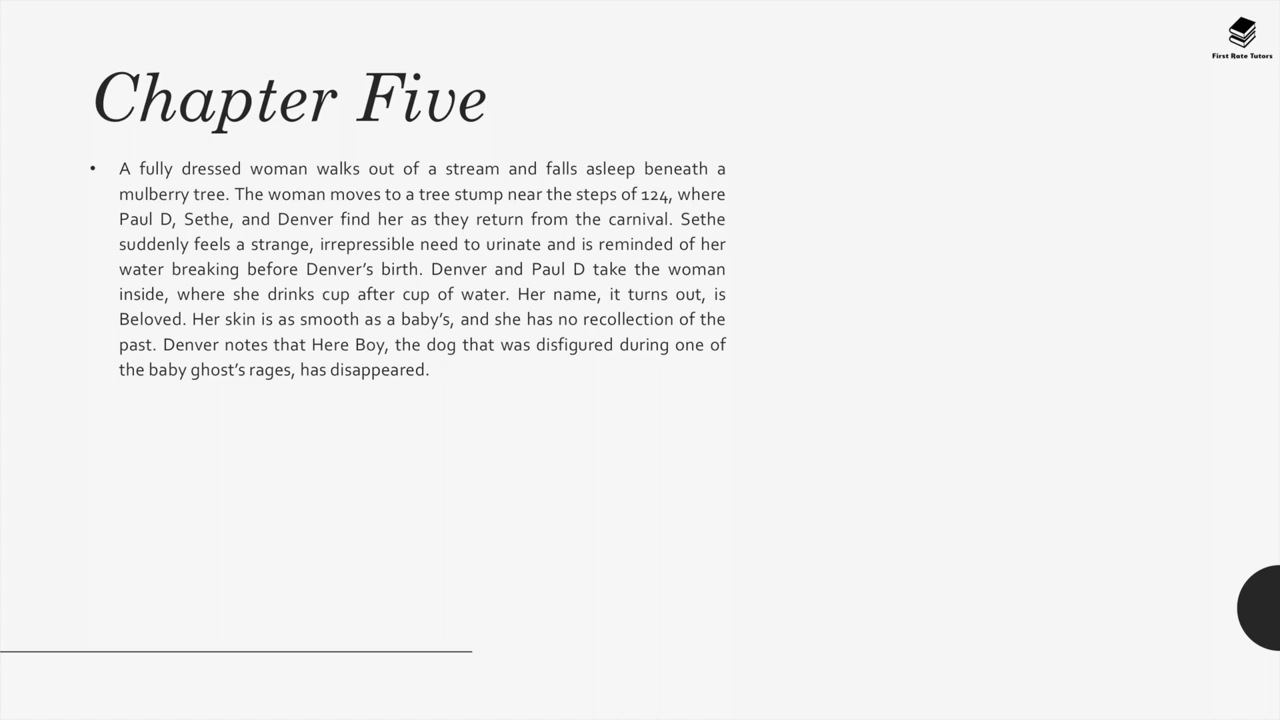 First Rate Tutors
Chapter Five
• A fully dressed woman walks out of a stream and falls asleep beneath a
mulberry tree. The woman moves to a tree stump near the steps of 124, where
Paul D, Sethe, and Denver find her as they return from the carnival. Sethe
suddenly feels a strange, irrepressible need to urinate and is reminded of her
water breaking before Denver’s birth. Denver and Paul D take the woman
inside, where she drinks cup after cup of water. Her name, it turns out, is
Beloved. Her skin is as smooth as a baby’s, and she has no recollection of the
past. Denver notes that Here Boy, the dog that was disfigured during one of
the baby ghost’s rages, has disappeared.